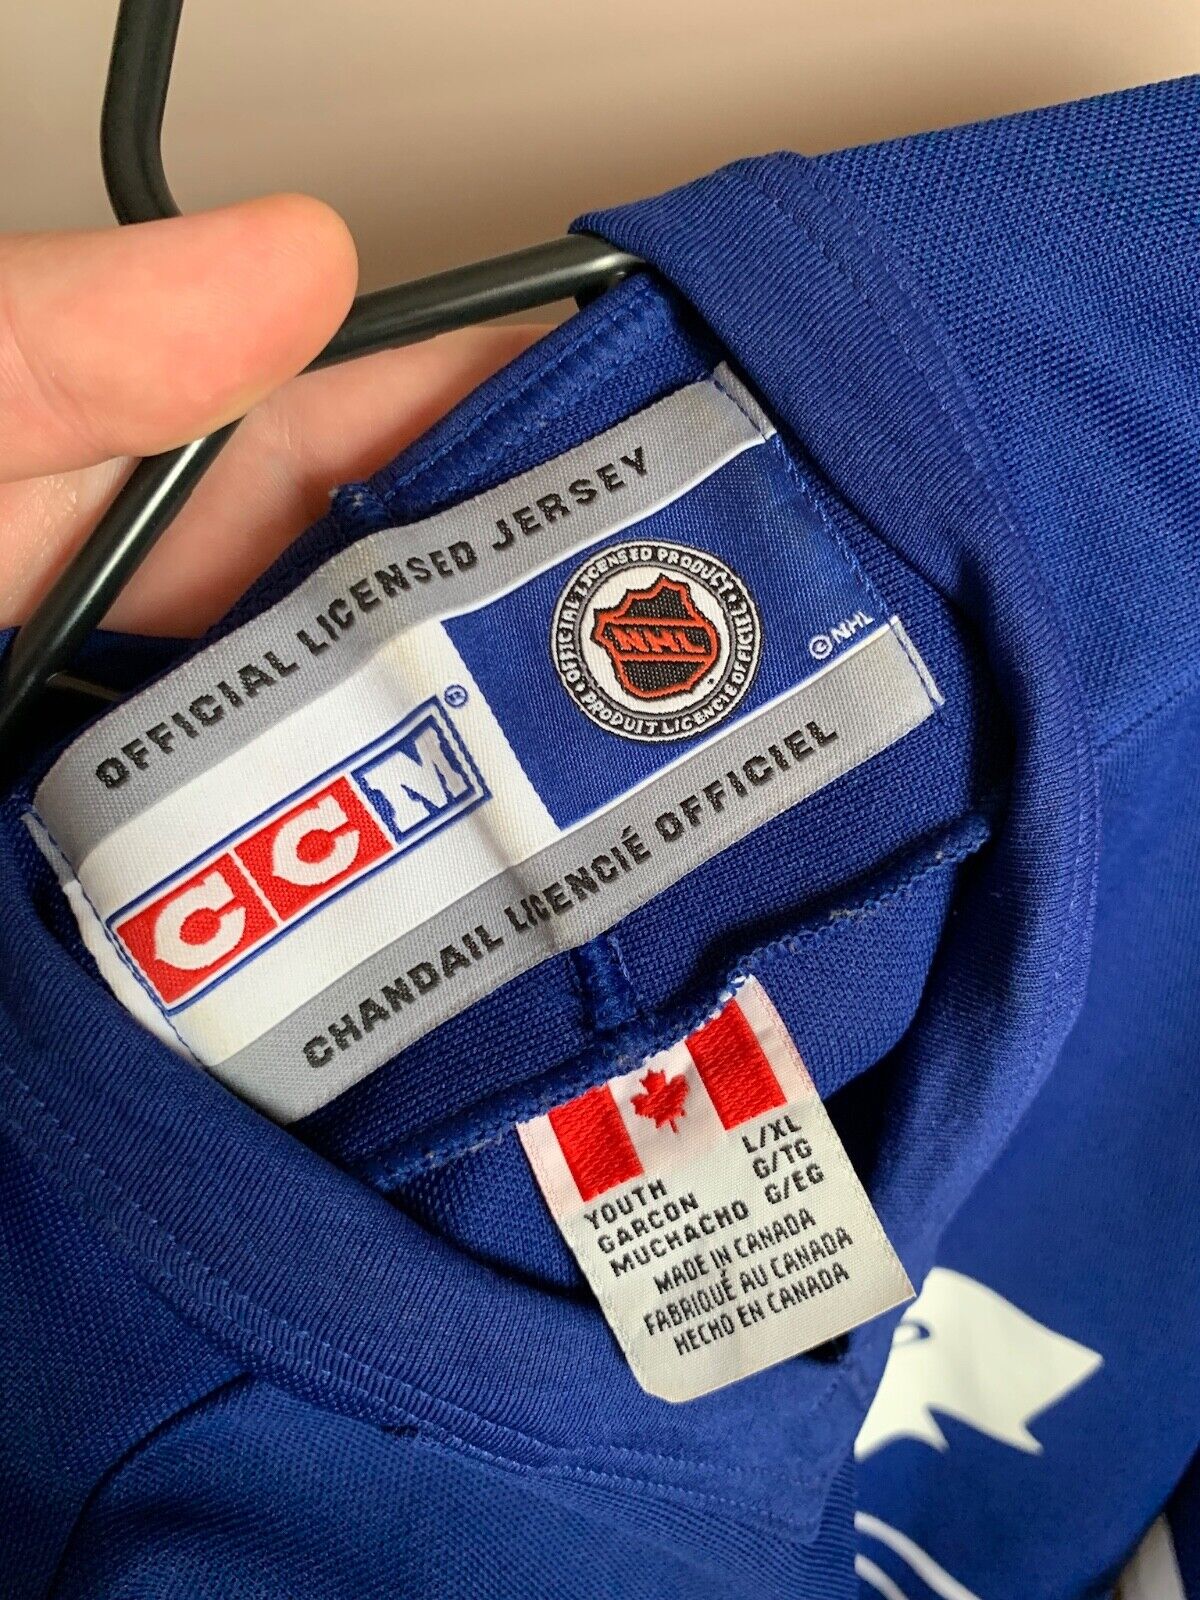 OFFICIAL LICENSED JERSEY
CCM®
OFFICIAL LICENSED PRODUCT
NHL
PRODUIT LICENCIE OFFICIEL
© NHL
CHANDAIL LICENCIÉ OFFICIEL
YOUTH L/XL
GARCON G/TG
MUCHACHO G/EG
MADE IN CANADA
FABRIQUÉ AU CANADA
HECHO EN CANADA